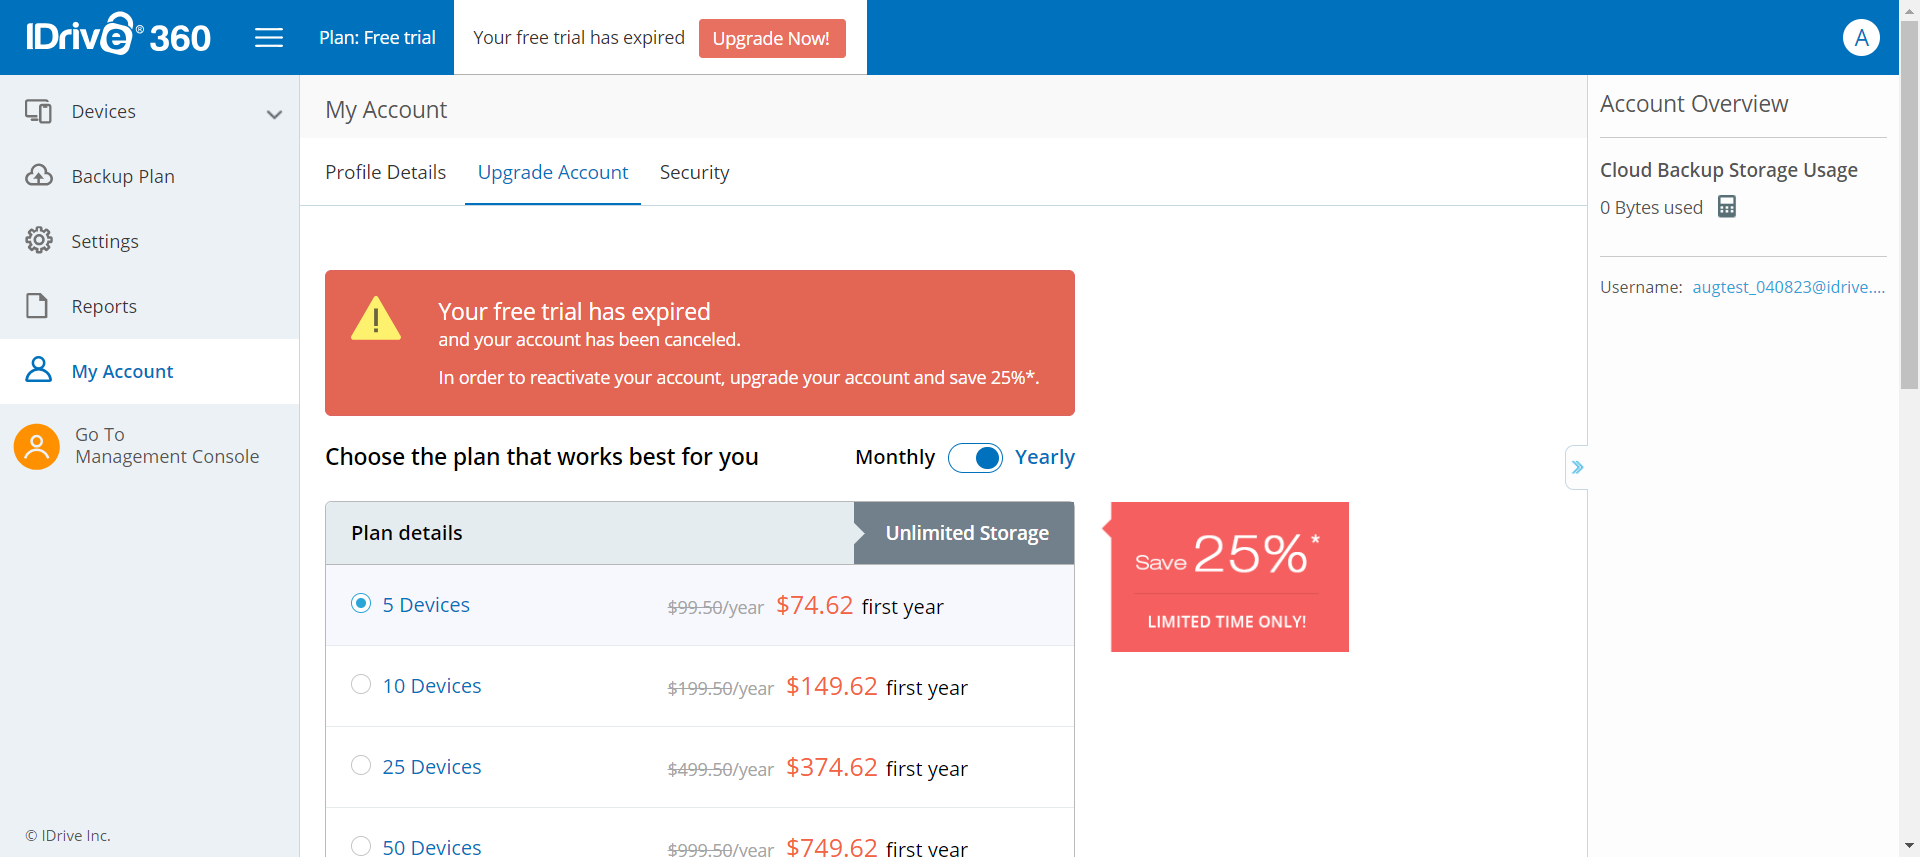 IDrive® 360
Plan: Free trial
Your free trial has expired
Upgrade Now!
A
Devices
Backup Plan
Settings
Reports
My Account
Go To
Management Console
© IDrive Inc.
My Account
Profile Details
Upgrade Account
Security
Your free trial has expired
and your account has been canceled.
In order to reactivate your account, upgrade your account and save 25%*.
Choose the plan that works best for you
Monthly
Yearly
Plan details
Unlimited Storage
5 Devices
$99.50/year $74.62 first year
10 Devices
$199.50/year $149.62 first year
25 Devices
$499.50/year $374.62 first year
50 Devices
$999.50/year $749.62 first year
Save 25%*
LIMITED TIME ONLY!
Account Overview
Cloud Backup Storage Usage
0 Bytes used
Username: augtest_040823@idrive....